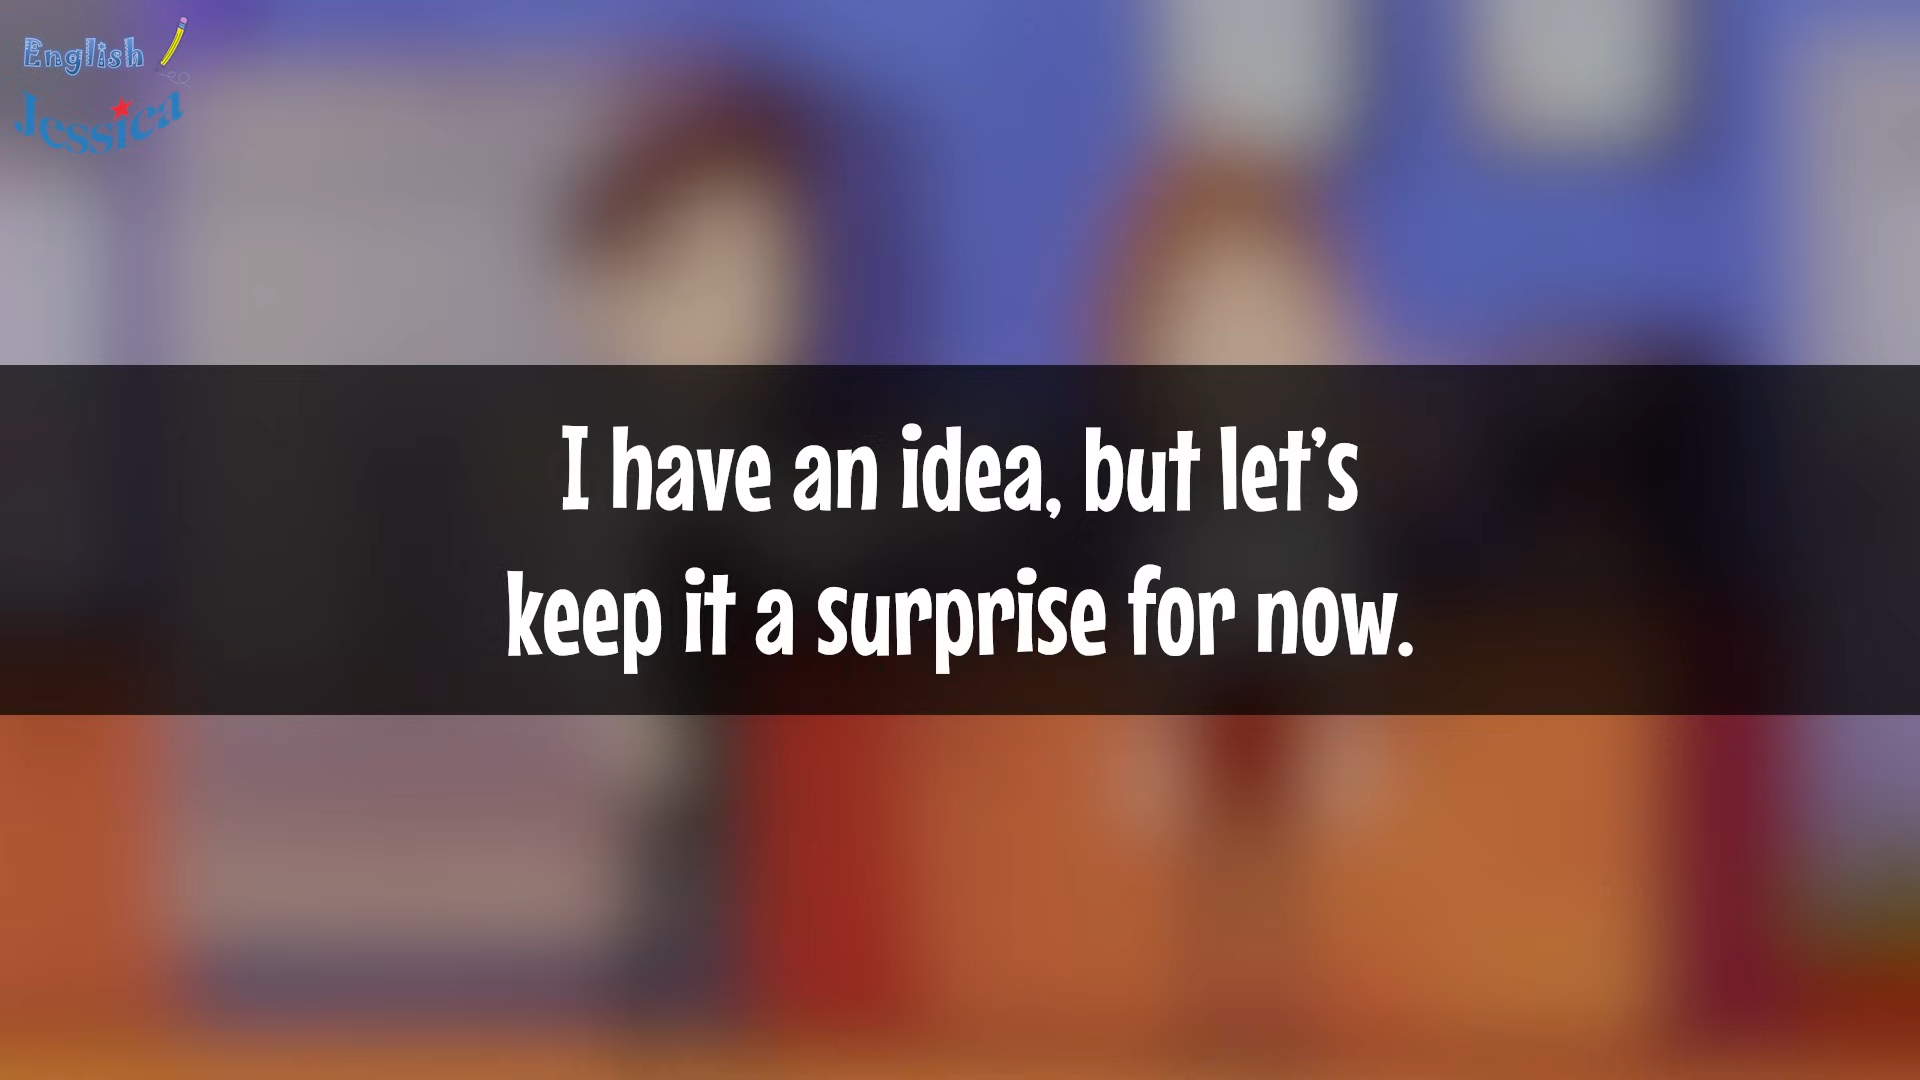 English
Jessica
I have an idea, but let's
keep it a surprise for now.